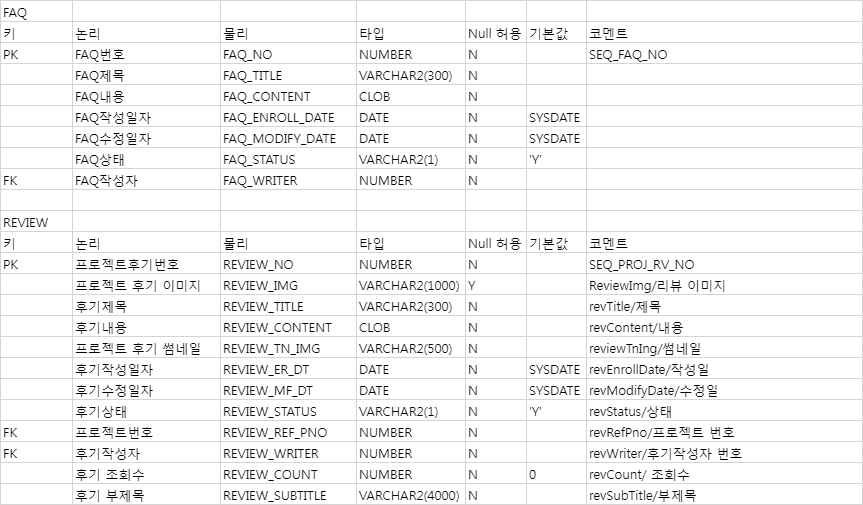 FAQ
키 논리 물리 타입 Null 허용 기본값 코멘트
PK FAQ번호 FAQ_NO NUMBER N SEQ_FAQ_NO
FAQ제목 FAQ_TITLE VARCHAR2(300) N
FAQ내용 FAQ_CONTENT CLOB N
FAQ작성일자 FAQ_ENROLL_DATE DATE N SYSDATE
FAQ수정일자 FAQ_MODIFY_DATE DATE N SYSDATE
FAQ상태 FAQ_STATUS VARCHAR2(1) N 'Y'
FK FAQ작성자 FAQ_WRITER NUMBER N
REVIEW
키 논리 물리 타입 Null 허용 기본값 코멘트
PK 프로젝트후기번호 REVIEW_NO NUMBER N SEQ_PROJ_RV_NO
프로젝트 후기 이미지 REVIEW_IMG VARCHAR2(1000) Y ReviewImg/리뷰 이미지
후기제목 REVIEW_TITLE VARCHAR2(300) N revTitle/제목
후기내용 REVIEW_CONTENT CLOB N revContent/내용
프로젝트 후기 썸네일 REVIEW_TN_IMG VARCHAR2(500) N reviewTnIng/썸네일
후기작성일자 REVIEW_ER_DT DATE N SYSDATE revEnrollDate/작성일
후기수정일자 REVIEW_MF_DT DATE N SYSDATE revModifyDate/수정일
후기상태 REVIEW_STATUS VARCHAR2(1) N 'Y' revStatus/상태
FK 프로젝트번호 REVIEW_REF_PNO NUMBER N revRefPno/프로젝트 번호
FK 후기작성자 REVIEW_WRITER NUMBER N revWriter/후기작성자 번호
후기 조회수 REVIEW_COUNT NUMBER N 0 revCount/ 조회수
후기 부제목 REVIEW_SUBTITLE VARCHAR2(4000) N revSubTitle/부제목